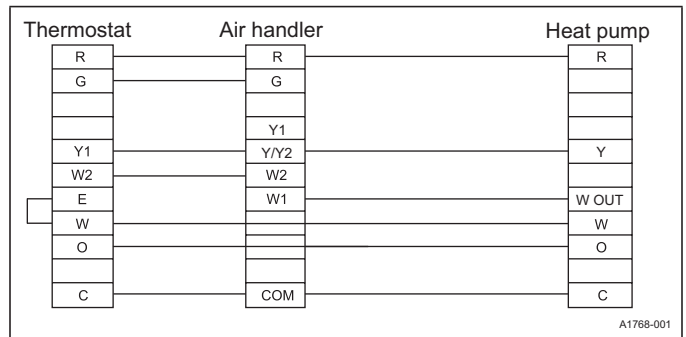 Thermostat Air handler Heat pump
R R R
G G
Y1
Y1 Y/Y2 Y
W2 W2
E W1 W OUT
W W
O O
C COM C
A1768-001